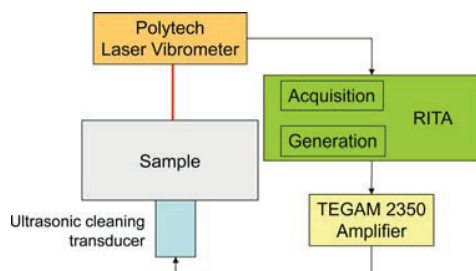 Polytech
Laser Vibrometer
Acquisition
RITA
Generation
Sample
Ultrasonic cleaning
transducer
TEGAM 2350
Amplifier